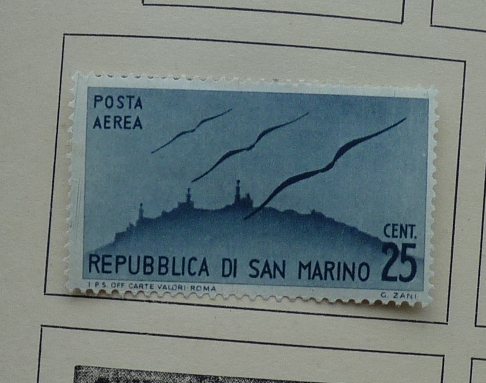 POSTA
AEREA
CENT.
25
REPUBBLICA DI SAN MARINO
I.P.S. OFF. CARTE VALORI ROMA
G. ZANI